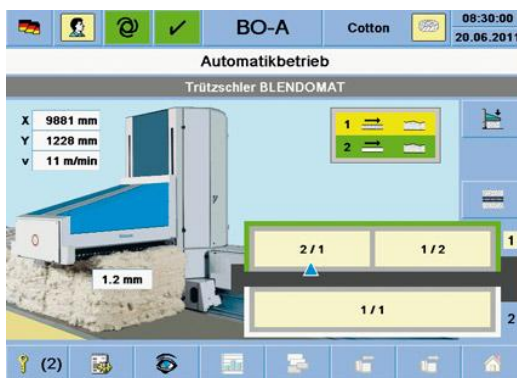 BO-A
Cotton
08:30:00
20.06.2011
Automatikbetrieb
Trützschler BLENDOMAT
X 9881 mm
Y 1228 mm
v 11 m/min
1
2
1.2 mm
2 / 1
1 / 2
1
1 / 1
2
(2)